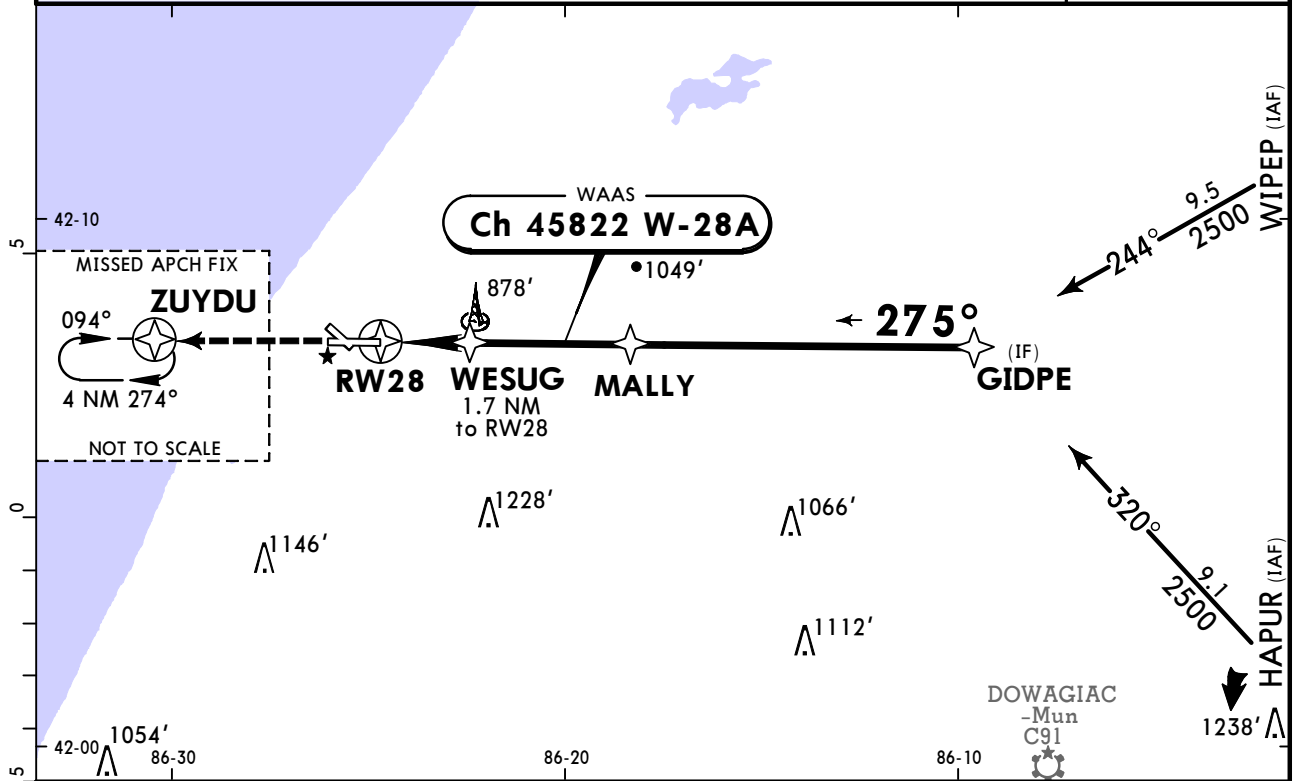 WIPEP (IAF)
9.5
2500
244°
42-10
5
WAAS
Ch 45822 W-28A
1049'
MISSED APCH FIX
ZUYDU
094°
4 NM 274°
NOT TO SCALE
878'
275°
(IF)
GIDPE
RW28
WESUG
1.7 NM
to RW28
MALLY
0
1228'
1066'
1146'
1112'
320°
9.1
2500
HAPUR (IAF)
DOWAGIAC
-Mun
C91
1238'
1054'
42-00
86-30
86-20
86-10
5